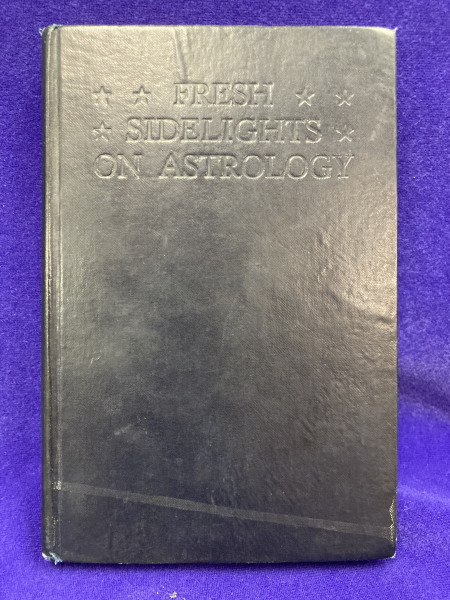 ☆ ☆ FRESH ☆ ☆
☆ SIDELIGHTS ☆
ON ASTROLOGY